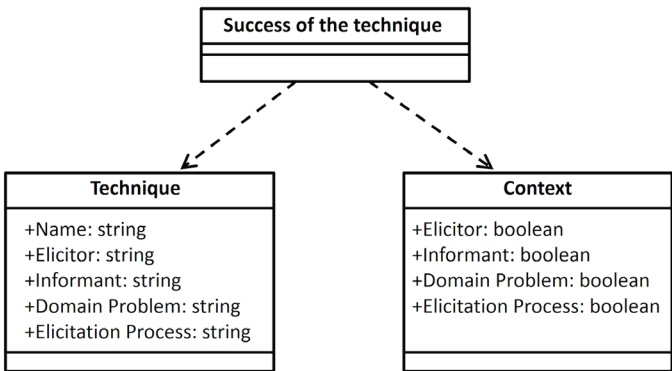 Success of the technique
Technique
+Name: string
+Elicitor: string
+Informant: string
+Domain Problem: string
+Elicitation Process: string
Context
+Elicitor: boolean
+Informant: boolean
+Domain Problem: boolean
+Elicitation Process: boolean